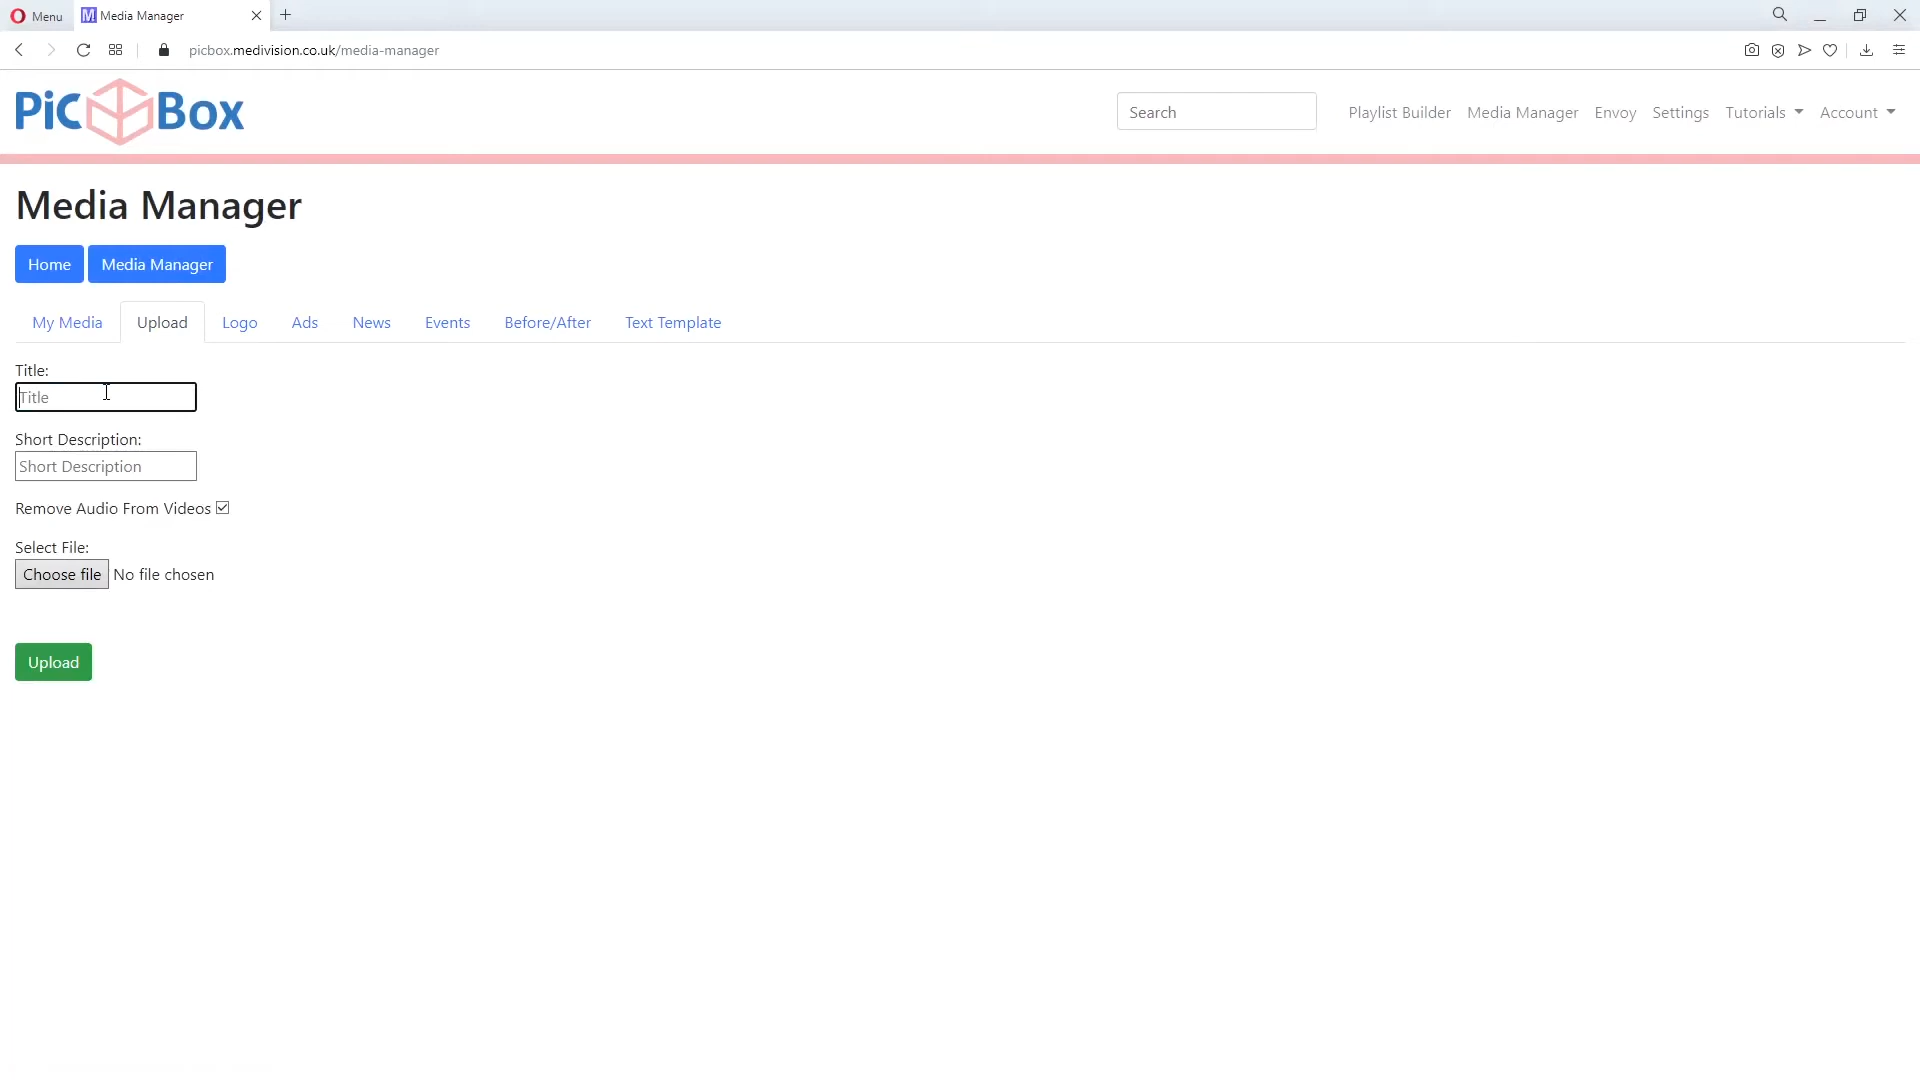 Menu
Media Manager
picbox.medivision.co.uk/media-manager
PiC Box
Search
Playlist Builder
Media Manager
Envoy
Settings
Tutorials
Account
Media Manager
Home
Media Manager
My Media
Upload
Logo
Ads
News
Events
Before/After
Text Template
Title:
Title
Short Description:
Short Description
Remove Audio From Videos
Select File:
Choose file No file chosen
Upload